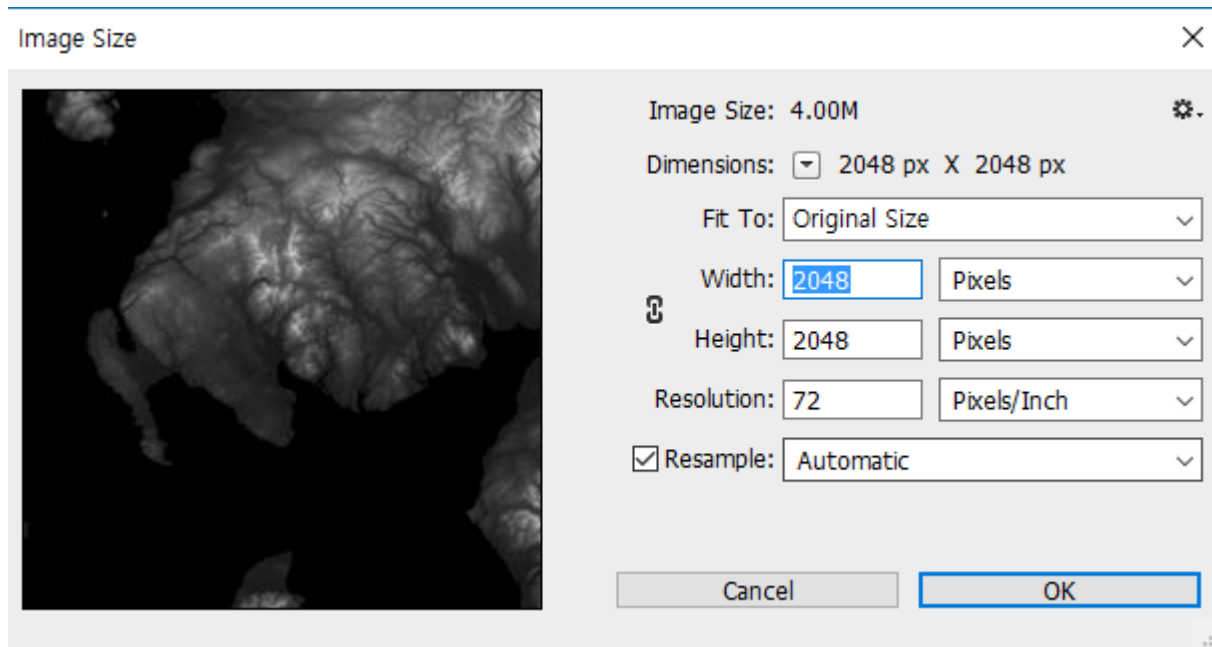 Image Size
Image Size: 4.00M
Dimensions: 2048 px X 2048 px
Fit To: Original Size
Width: 2048 Pixels
Height: 2048 Pixels
Resolution: 72 Pixels/Inch
Resample: Automatic
Cancel OK